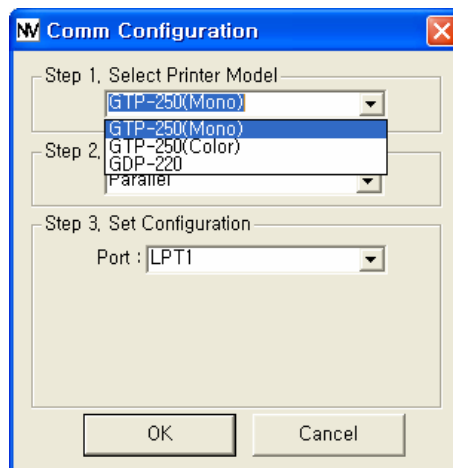 NV Comm Configuration
Step 1, Select Printer Model
GTP-250(Mono)
GTP-250(Mono)
GTP-250(Color)
GDP-220
Step 2,
Parallel
Step 3, Set Configuration
Port : LPT1
OK Cancel